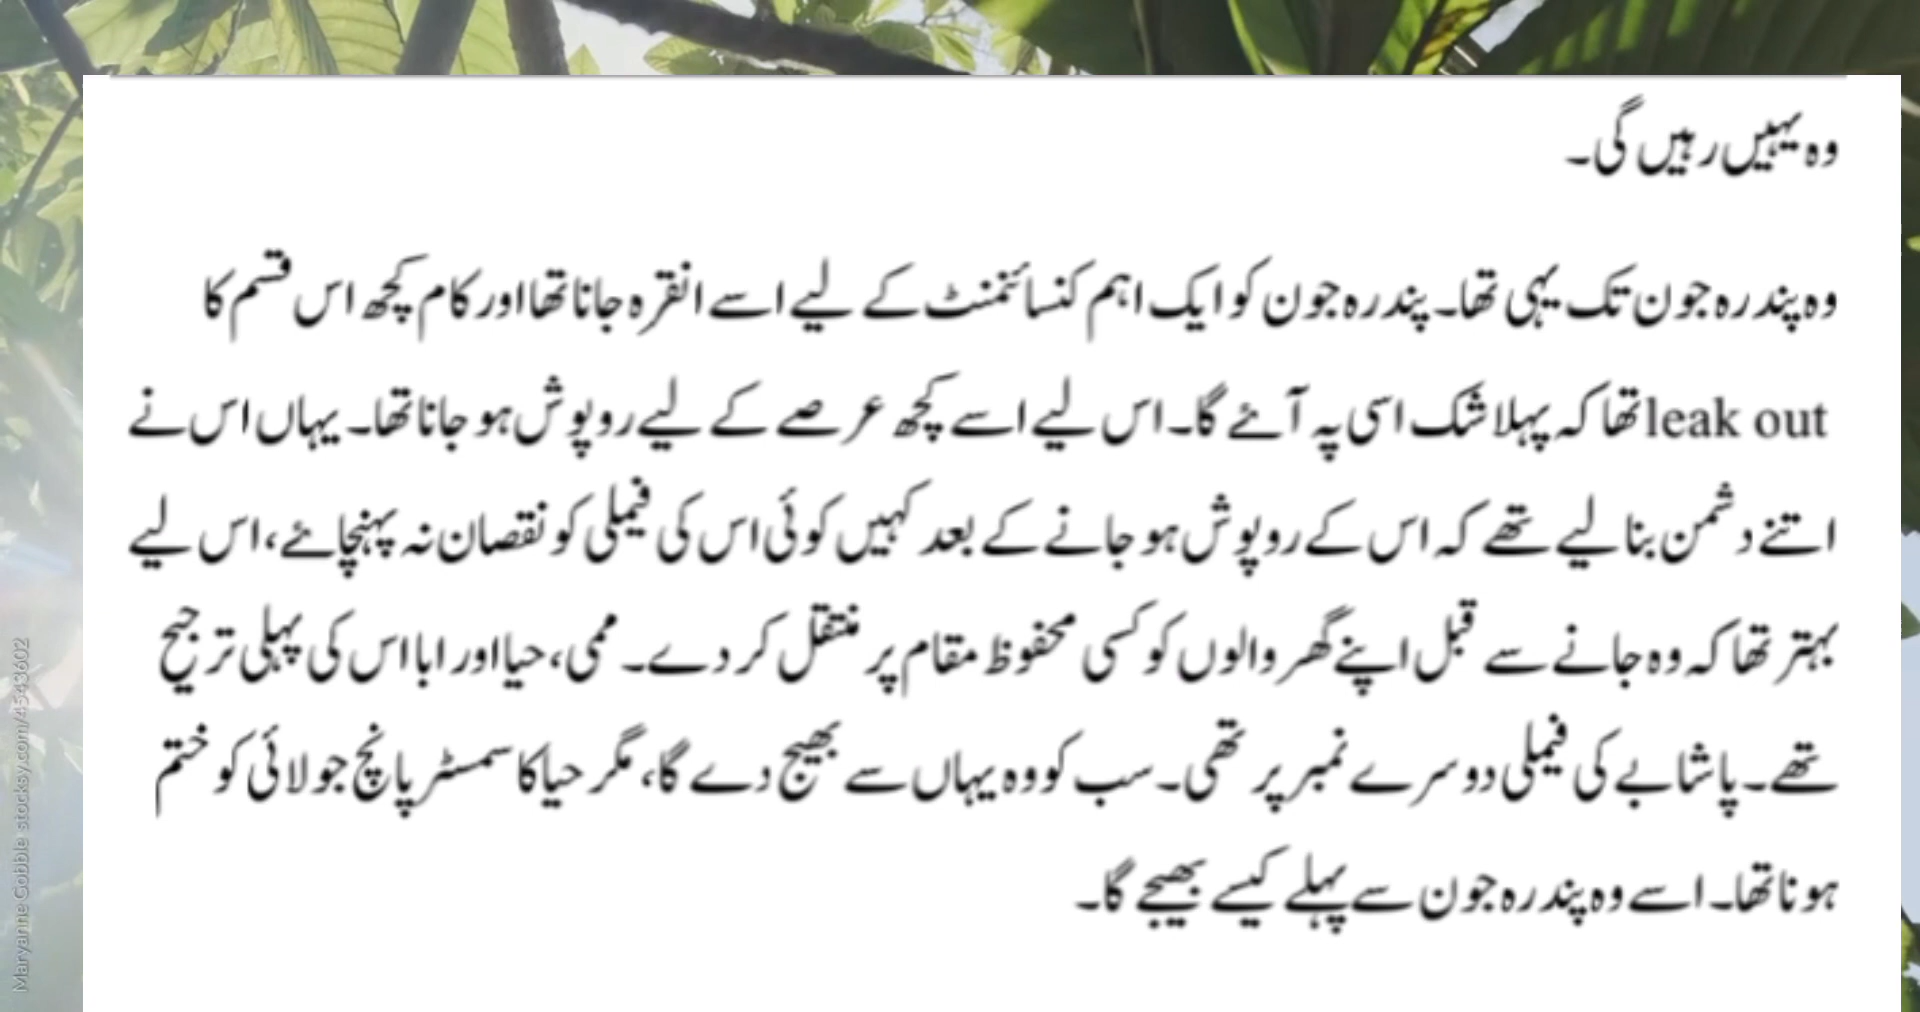 وہ یہیں رہیں گی۔
وہ پندرہ جون تک یہی تھا۔ پندرہ جون کو ایک اہم کنسائنمنٹ کے لیے اسے انقرہ جانا تھا اور کام کچھ اس قسم کا
leak out تھا کہ پہلا شک اسی پہ آئے گا۔ اس لیے اسے کچھ عرصے کے لیے روپوش ہو جانا تھا۔ یہاں اس نے
اتنے دشمن بنا لیے تھے کہ اس کے روپوش ہو جانے کے بعد کہیں کوئی اس کی فیملی کو نقصان نہ پہنچائے، اس لیے
بہتر تھا کہ وہ جانے سے قبل اپنے گھر والوں کو کسی محفوظ مقام پر منتقل کر دے۔ ممی، حیا اور ابا اس کی پہلی ترجیح
تھے۔ پاشا بے کی فیملی دوسرے نمبر پر تھی۔ سب کو وہ یہاں سے بھیج دے گا، مگر حیا کا سمسٹر پانچ جولائی کو ختم
ہونا تھا۔ اسے وہ پندرہ جون سے پہلے کیسے بھیجے گا۔
Maryanne Gobble stocksy.com/4543602